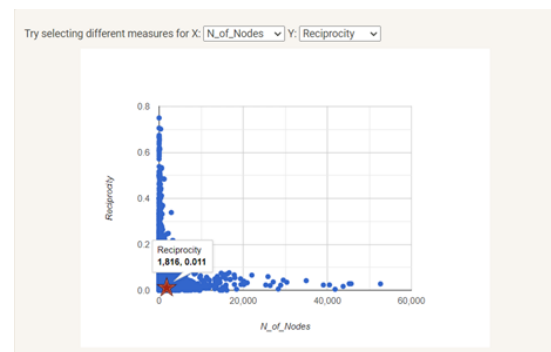 Try selecting different measures for X: N_of_Nodes Y: Reciprocity
0.8
0.6
0.4
0.2
0.0
Reciprocity
Reciprocity
1,816, 0.011
0
20,000
40,000
60,000
N_of_Nodes